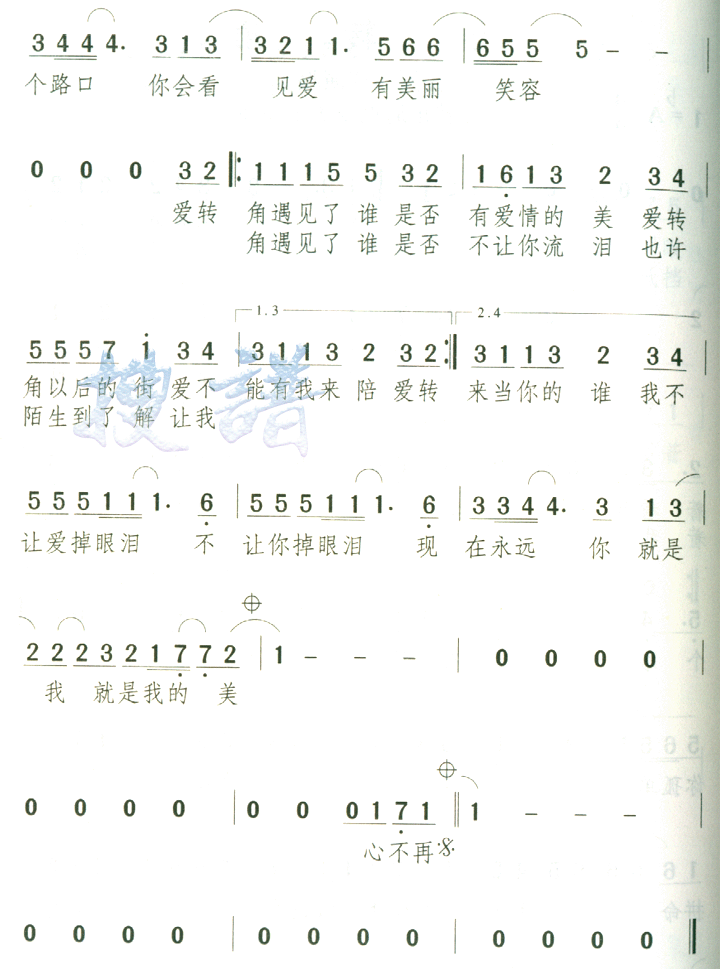 3 4 4 4 4· 3 1 3 | 3 2 1 1 1· 5 6 6 | 6 5 5 5 5 – – |
个路口 你会看 见爱 有美丽 笑容
0 0 0 3 2 ‖: 1 1 1 5 5 3 2 | 1 6 1 3 2 3 4
爱转 角遇见了 谁 是否 有爱情的 美 爱转
角遇见了 谁 是否 不让你流 泪 也许
1.3 2.4
5 5 5 7 i 3 4 | 3 1 1 3 2 3 2 :‖ 3 1 1 3 2 3 4
角以后的 街 爱不 能有我来 陪 爱转 来当你的 谁 我不
陌生到了 解 让我
搜谱
5 5 5 1 1 1· 6 | 5 5 5 1 1 1· 6 | 3 3 4 4· 3 1 3
让爱掉眼泪 不 让你掉眼泪 现 在永远 你 就是
2 2 2 3 2 1 7 7 2 | 1 – – – | 0 0 0 0 |
我 就是我的 美
0 0 0 0 | 0 0 0 1 7 1 ‖ 1 – – – |
心不再
0 0 0 0 | 0 0 0 0 | 0 0 0 0 ‖